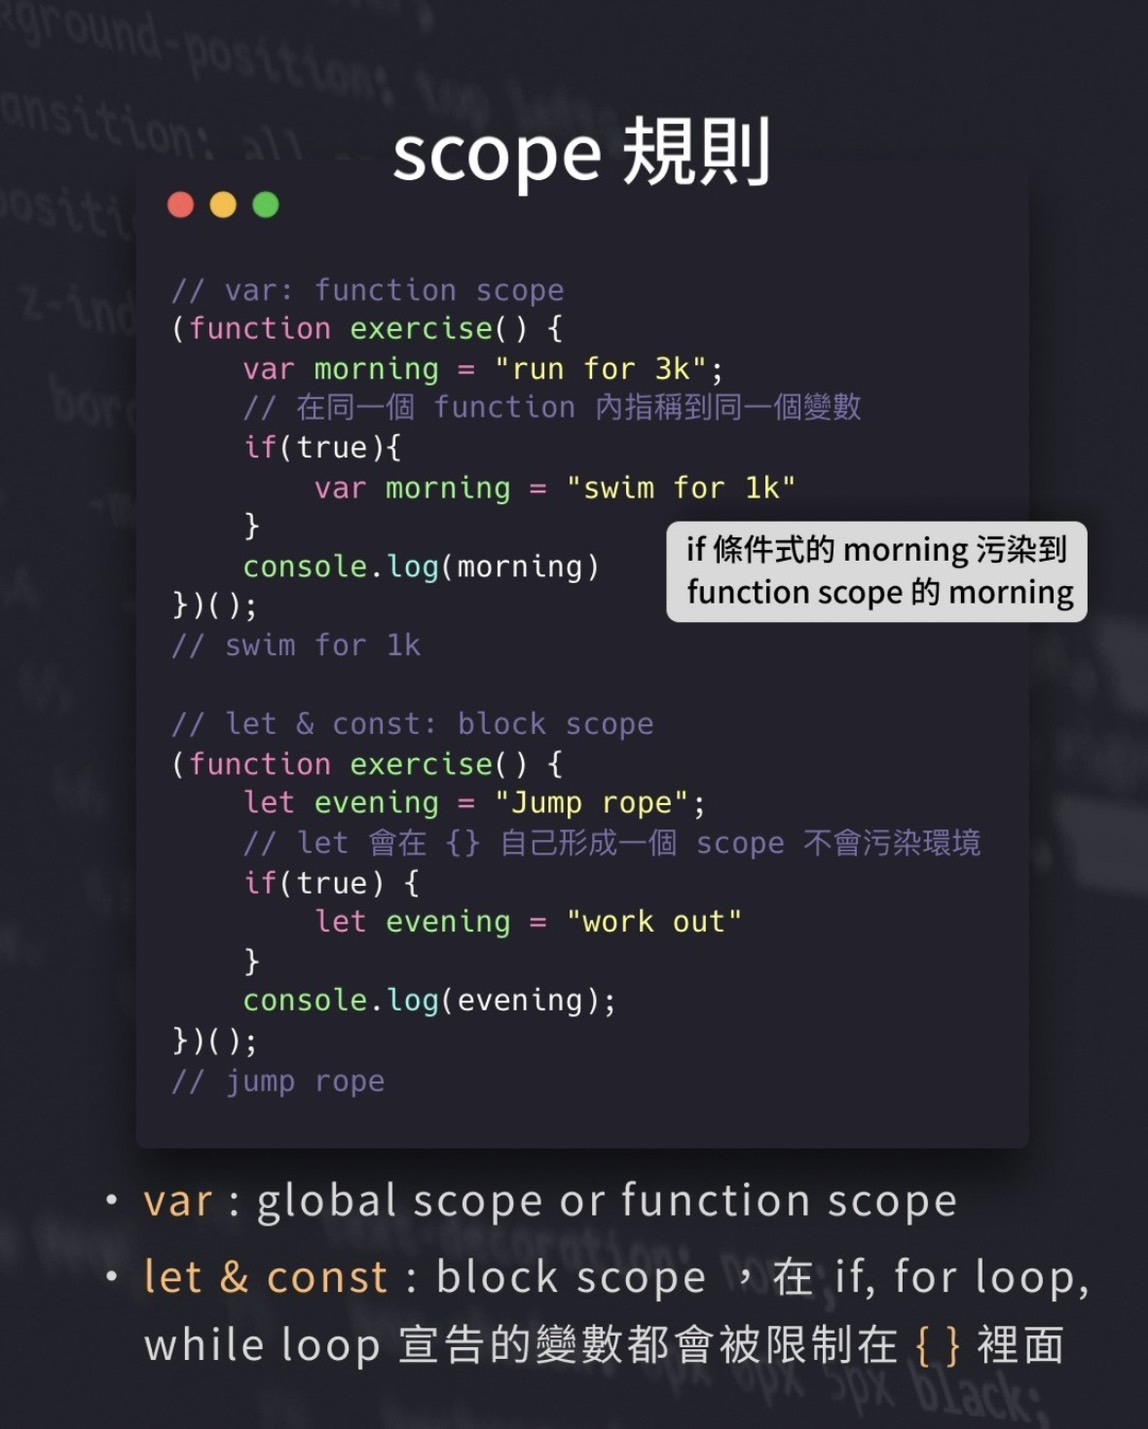 scope 規則
// var: function scope
(function exercise() {
    var morning = "run for 3k";
    // 在同一個 function 內指稱到同一個變數
    if(true){
        var morning = "swim for 1k"
    }
    console.log(morning)
})();
// swim for 1k
if 條件式的 morning 污染到
function scope 的 morning
// let & const: block scope
(function exercise() {
    let evening = "Jump rope";
    // let 會在 {} 自己形成一個 scope 不會污染環境
    if(true) {
        let evening = "work out"
    }
    console.log(evening);
})();
// jump rope
• var : global scope or function scope
• let & const : block scope ，在 if, for loop,
while loop 宣告的變數都會被限制在 { } 裡面